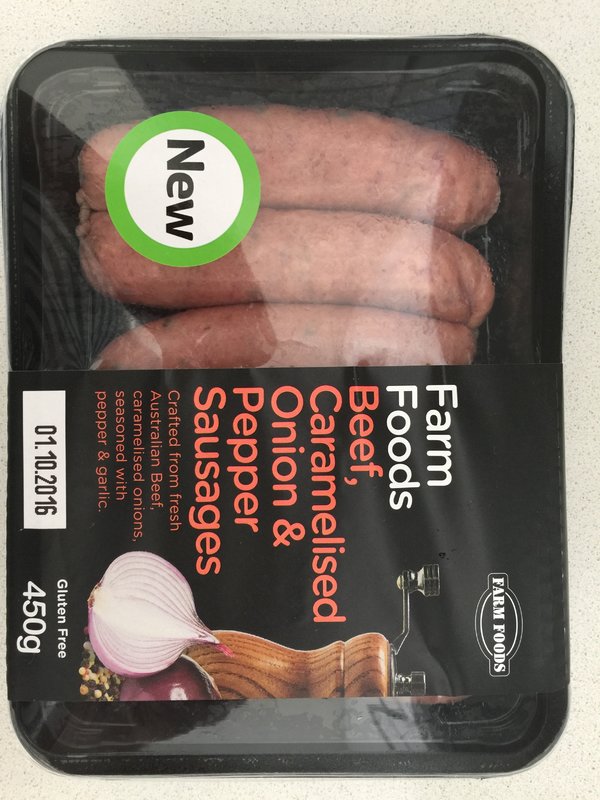 New
Farm
Foods
Beef,
Caramelised
Onion &
Pepper
Sausages
Crafted from fresh
Australian Beef,
caramelised onions,
seasoned with
pepper & garlic.
01.10.2016
FARM FOODS
Gluten Free
450g